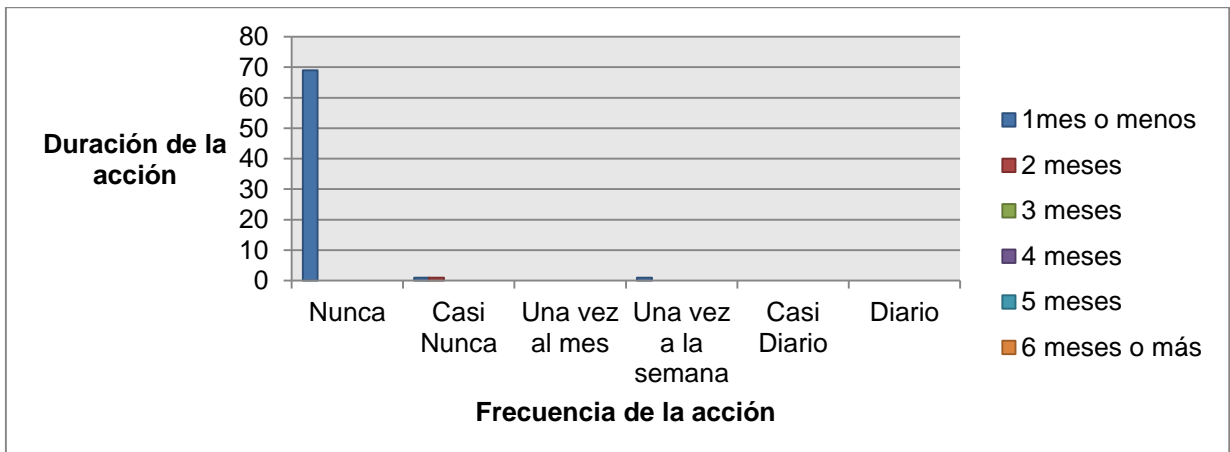 80
70
60
50
40
30
20
10
0
Duración de la
acción
Nunca
Casi
Nunca
Una vez
al mes
Una vez
a la
semana
Casi
Diario
Diario
Frecuencia de la acción
1mes o menos
2 meses
3 meses
4 meses
5 meses
6 meses o más